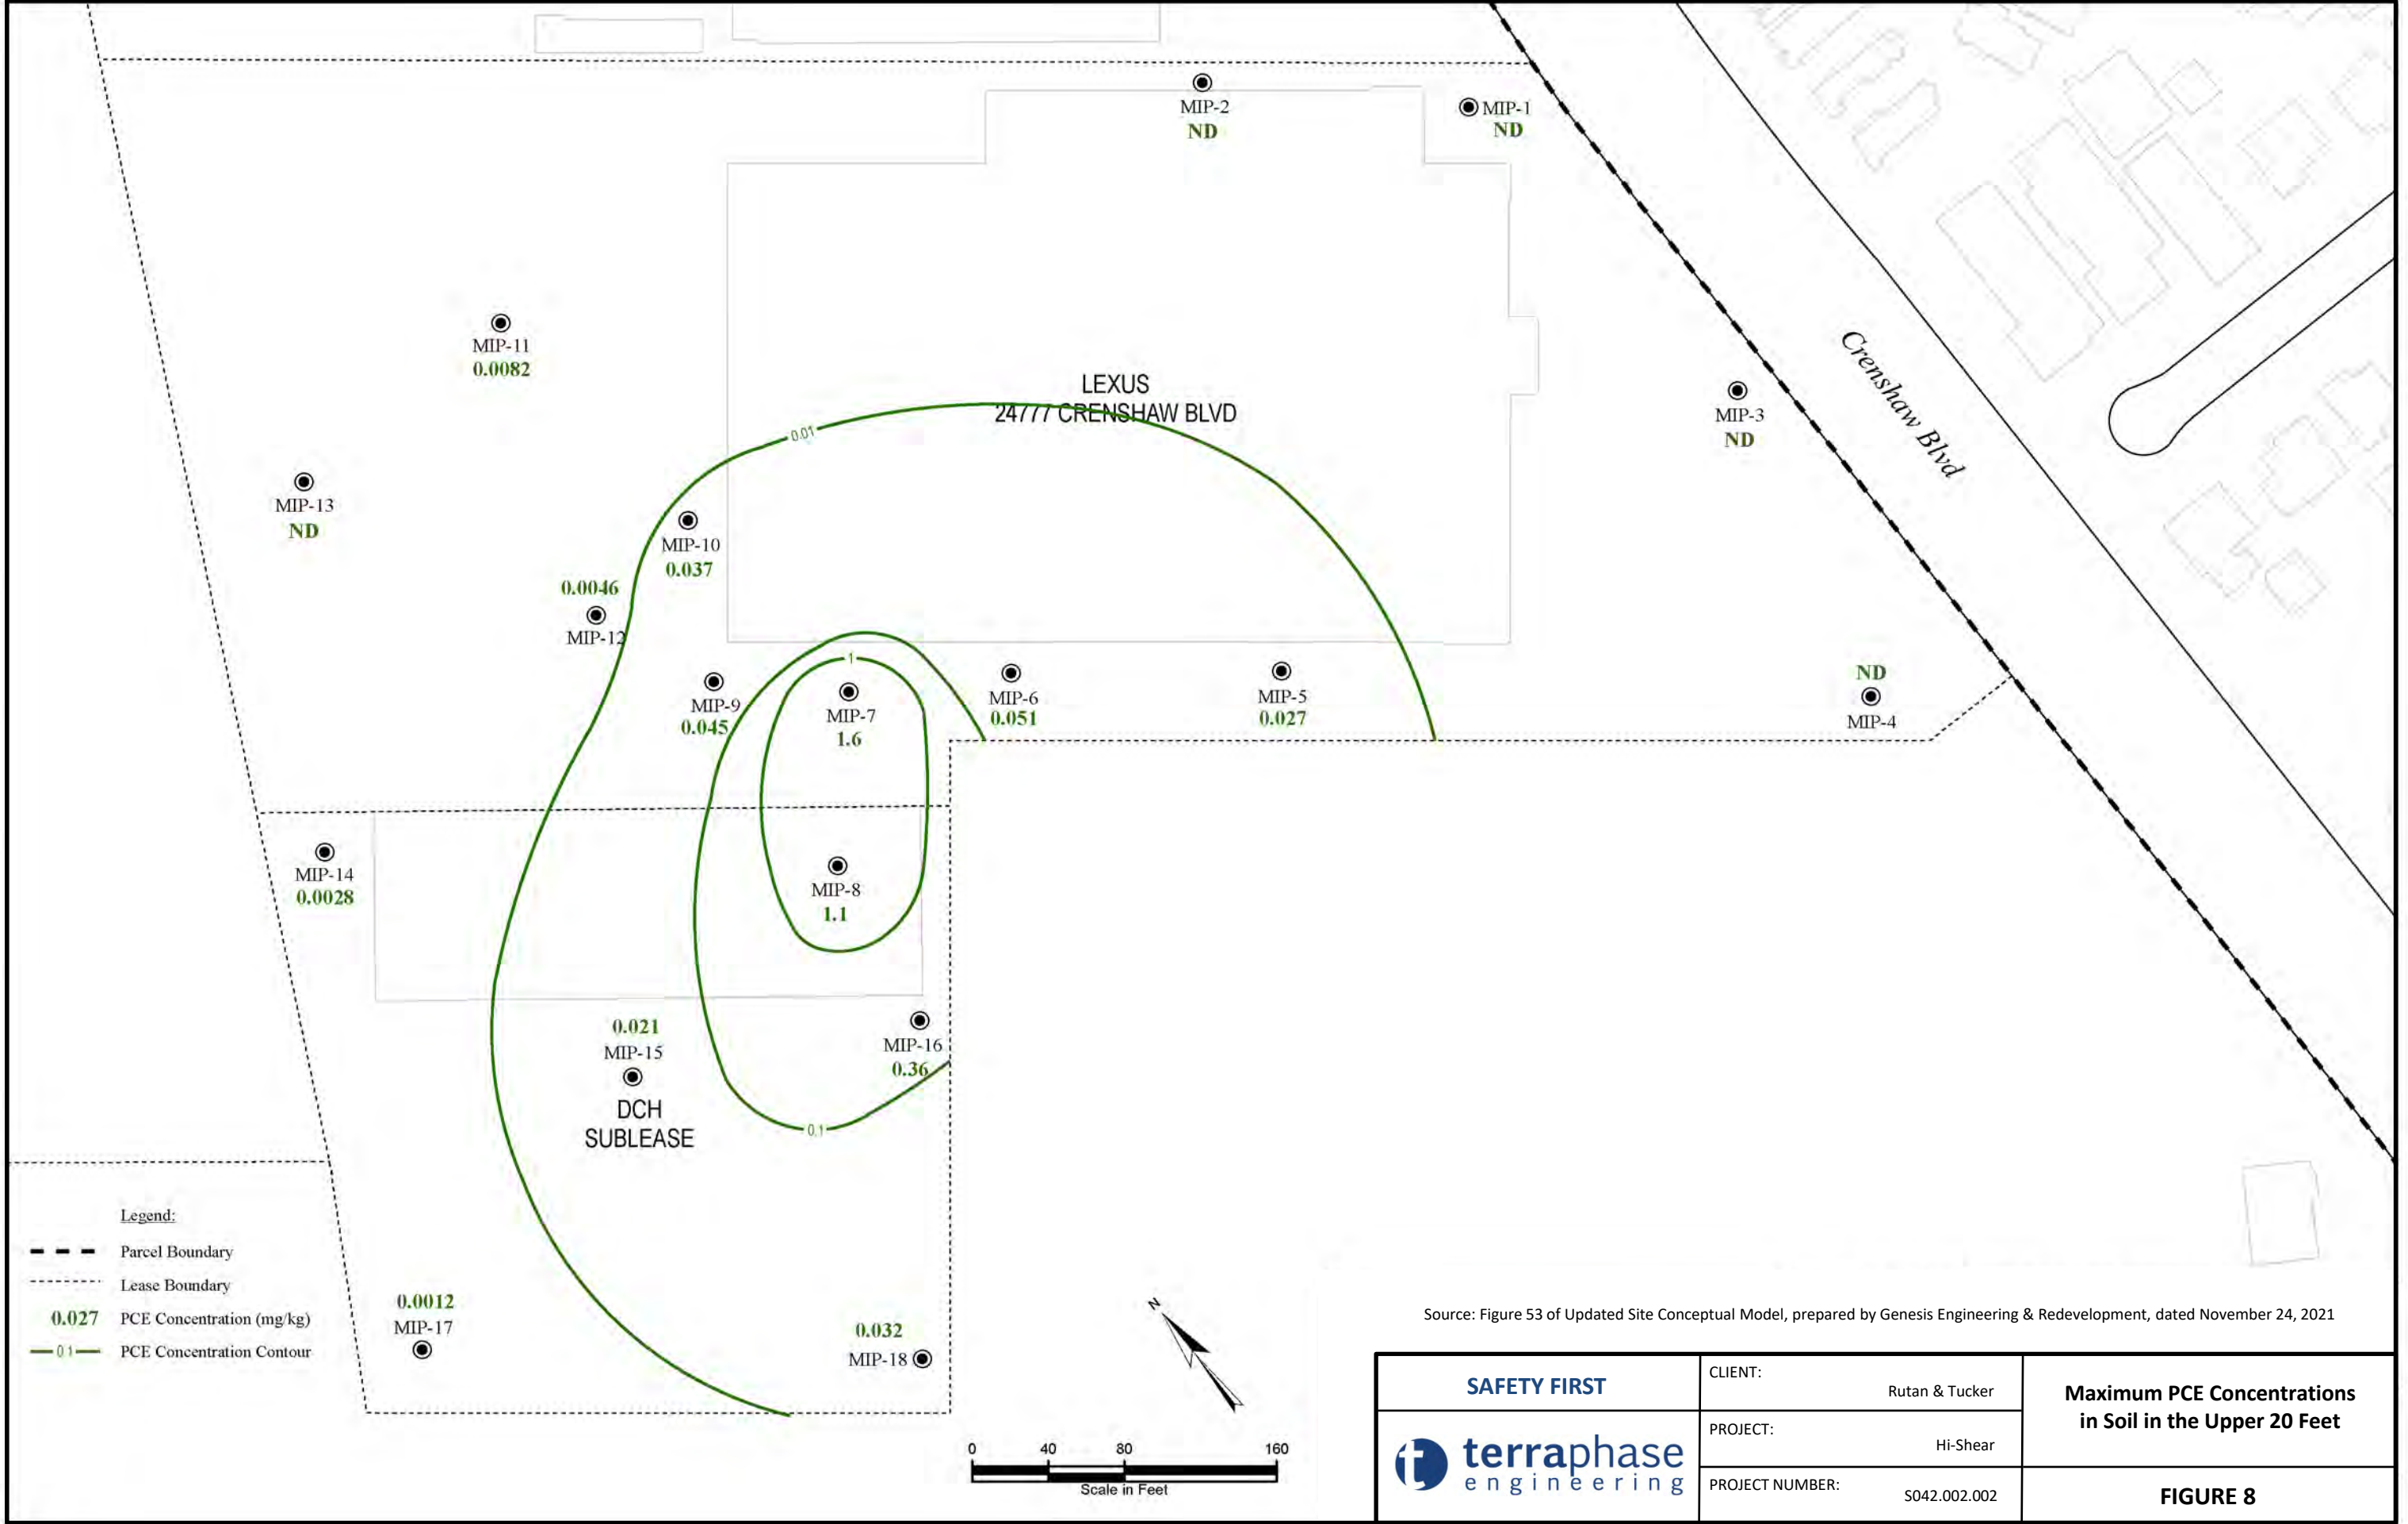 MIP-2
ND
MIP-1
ND
MIP-11
0.0082
LEXUS
24777 CRENSHAW BLVD
MIP-3
ND
Crenshaw Blvd
0.01
MIP-13
ND
MIP-10
0.037
0.0046
MIP-12
1
MIP-9
0.045
MIP-7
1.6
MIP-6
0.051
MIP-5
0.027
ND
MIP-4
MIP-14
0.0028
MIP-8
1.1
0.021
MIP-15
MIP-16
0.36
DCH
SUBLEASE
0.1
Legend:
Parcel Boundary
Lease Boundary
0.027 PCE Concentration (mg/kg)
0.1 PCE Concentration Contour
0.0012
MIP-17
0.032
MIP-18
N
0 40 80 160
Scale in Feet
Source: Figure 53 of Updated Site Conceptual Model, prepared by Genesis Engineering & Redevelopment, dated November 24, 2021
SAFETY FIRST
t terraphase
engineering
CLIENT:
Rutan & Tucker
PROJECT:
Hi-Shear
PROJECT NUMBER:
S042.002.002
Maximum PCE Concentrations
in Soil in the Upper 20 Feet
FIGURE 8